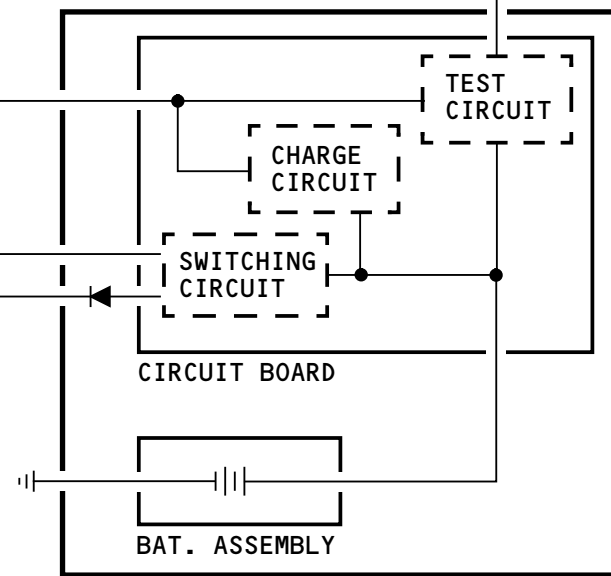 TEST
CIRCUIT
CHARGE
CIRCUIT
SWITCHING
CIRCUIT
CIRCUIT BOARD
BAT. ASSEMBLY